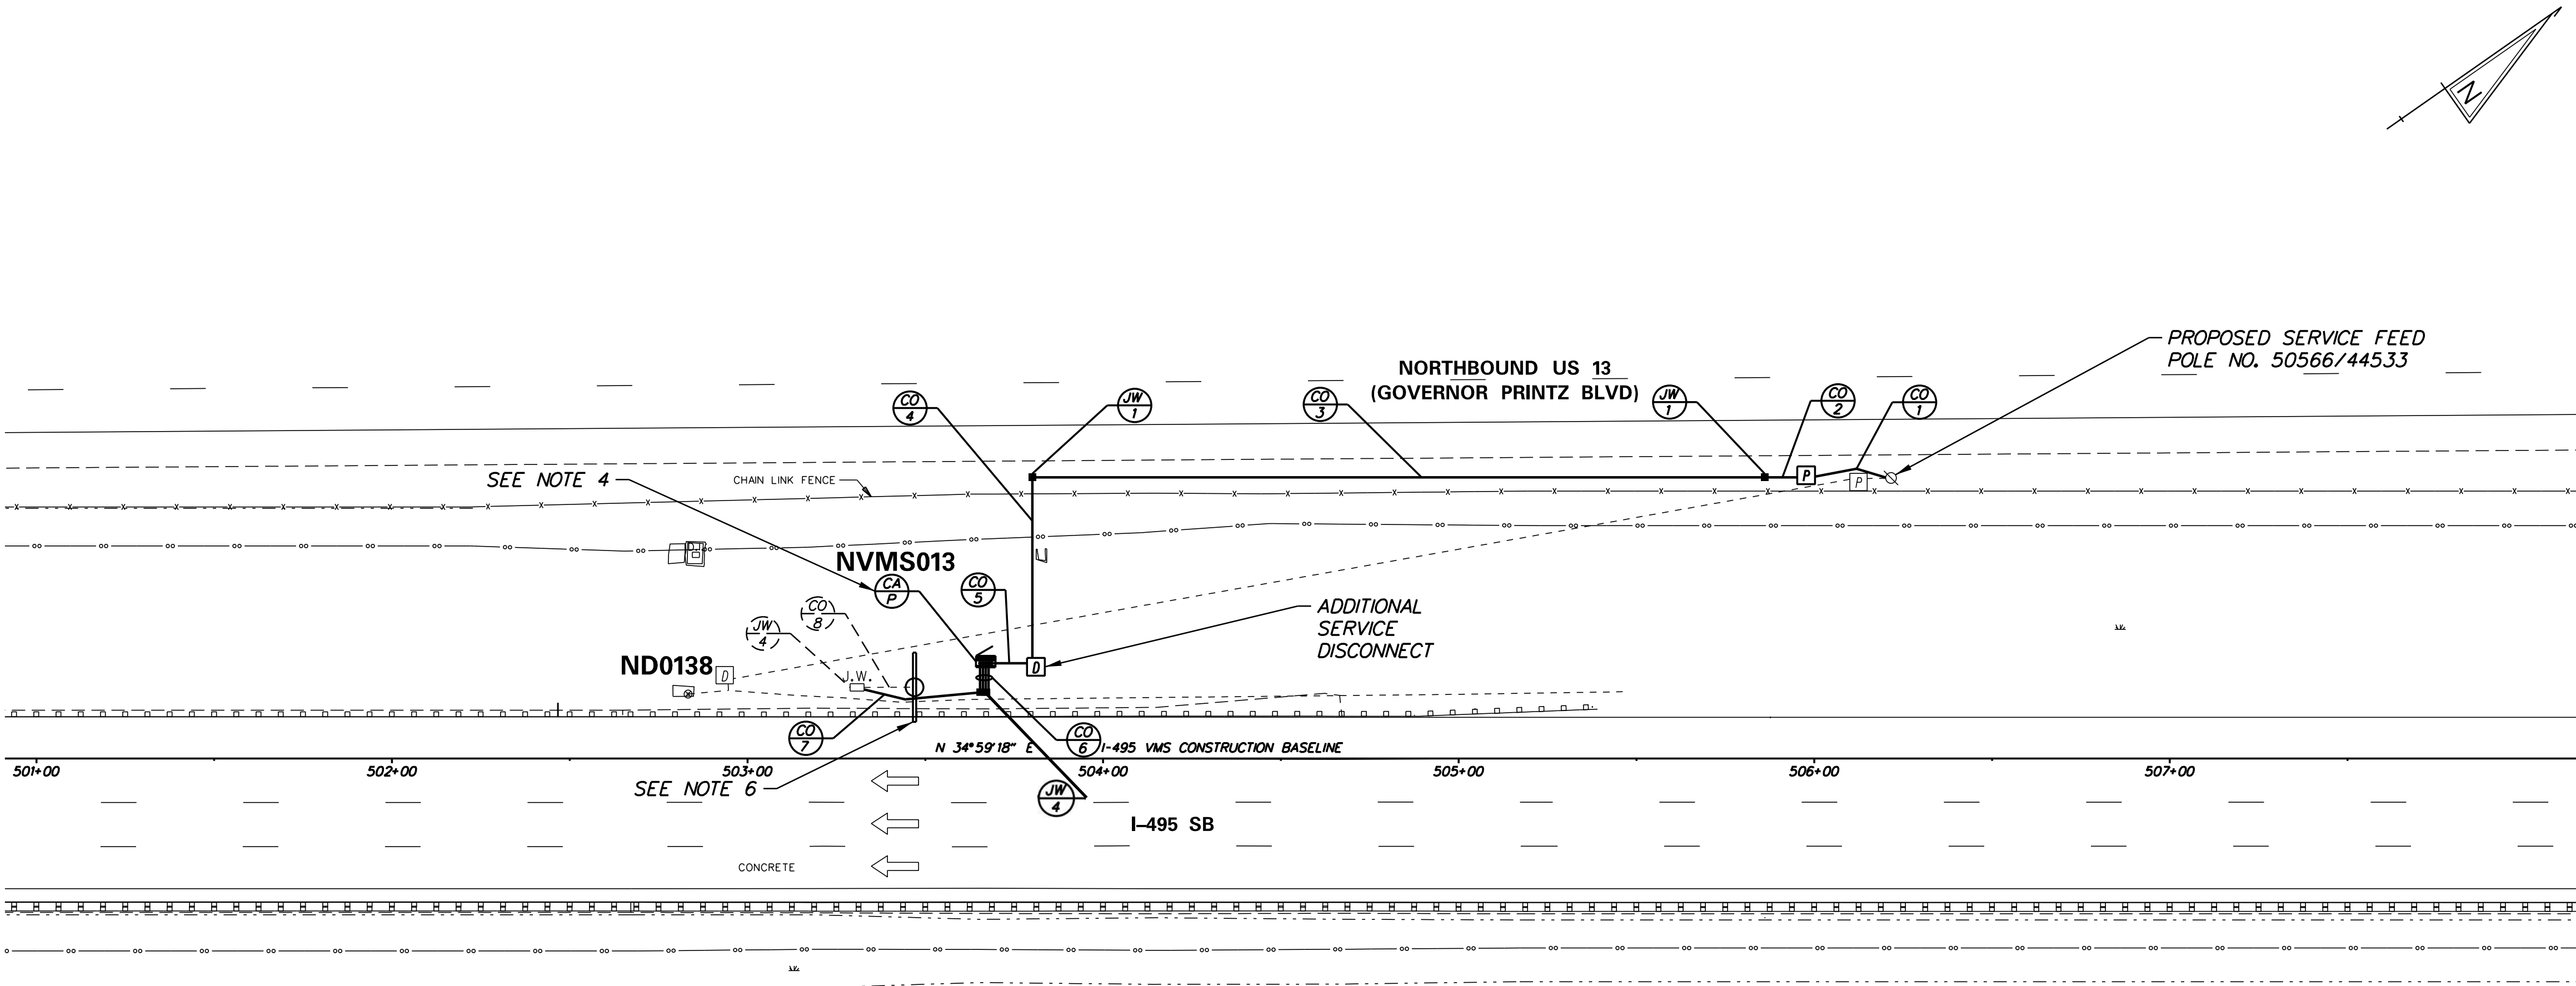 N
PROPOSED SERVICE FEED
POLE NO. 50566/44533
NORTHBOUND US 13
(GOVERNOR PRINTZ BLVD)
CO
4
JW
1
CO
3
JW
1
CO
2
CO
1
SEE NOTE 4
CHAIN LINK FENCE
P
P
NVMS013
CA
P
CO
5
CO
8
JW
4
ADDITIONAL
SERVICE
DISCONNECT
ND0138
D
J.W.
D
CO
7
N 34°59'18" E
CO
6
I-495 VMS CONSTRUCTION BASELINE
501+00
502+00
503+00
504+00
505+00
506+00
507+00
SEE NOTE 6
JW
4
I-495 SB
CONCRETE